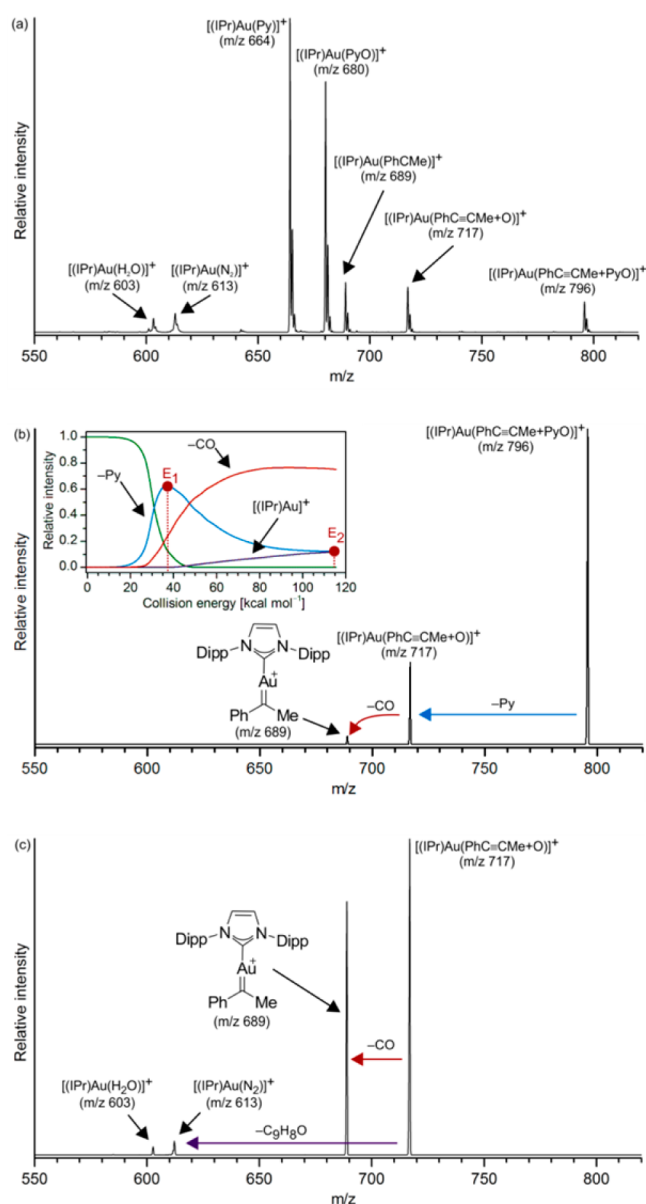 (a)
Relative intensity
[(IPr)Au(Py)]+
(m/z 664)
[(IPr)Au(PyO)]+
(m/z 680)
[(IPr)Au(PhCMe)]+
(m/z 689)
[(IPr)Au(PhC≡CMe+O)]+
(m/z 717)
[(IPr)Au(H2O)]+
(m/z 603)
[(IPr)Au(N2)]+
(m/z 613)
[(IPr)Au(PhC≡CMe+PyO)]+
(m/z 796)
550 600 650 700 750 800
m/z
(b)
Relative intensity
1.0
0.8
0.6
0.4
0.2
0.0
Relative intensity
–Py
E1
–CO
[(IPr)Au]+
E2
0 20 40 60 80 100 120
Collision energy [kcal mol–1]
[(IPr)Au(PhC≡CMe+PyO)]+
(m/z 796)
[(IPr)Au(PhC≡CMe+O)]+
(m/z 717)
Dipp N N Dipp
Au
+
Ph Me
(m/z 689)
–CO
–Py
550 600 650 700 750 800
m/z
(c)
Relative intensity
[(IPr)Au(PhC≡CMe+O)]+
(m/z 717)
Dipp N N Dipp
Au
+
Ph Me
(m/z 689)
–CO
[(IPr)Au(H2O)]+
(m/z 603)
[(IPr)Au(N2)]+
(m/z 613)
–C9H8O
550 600 650 700 750 800
m/z